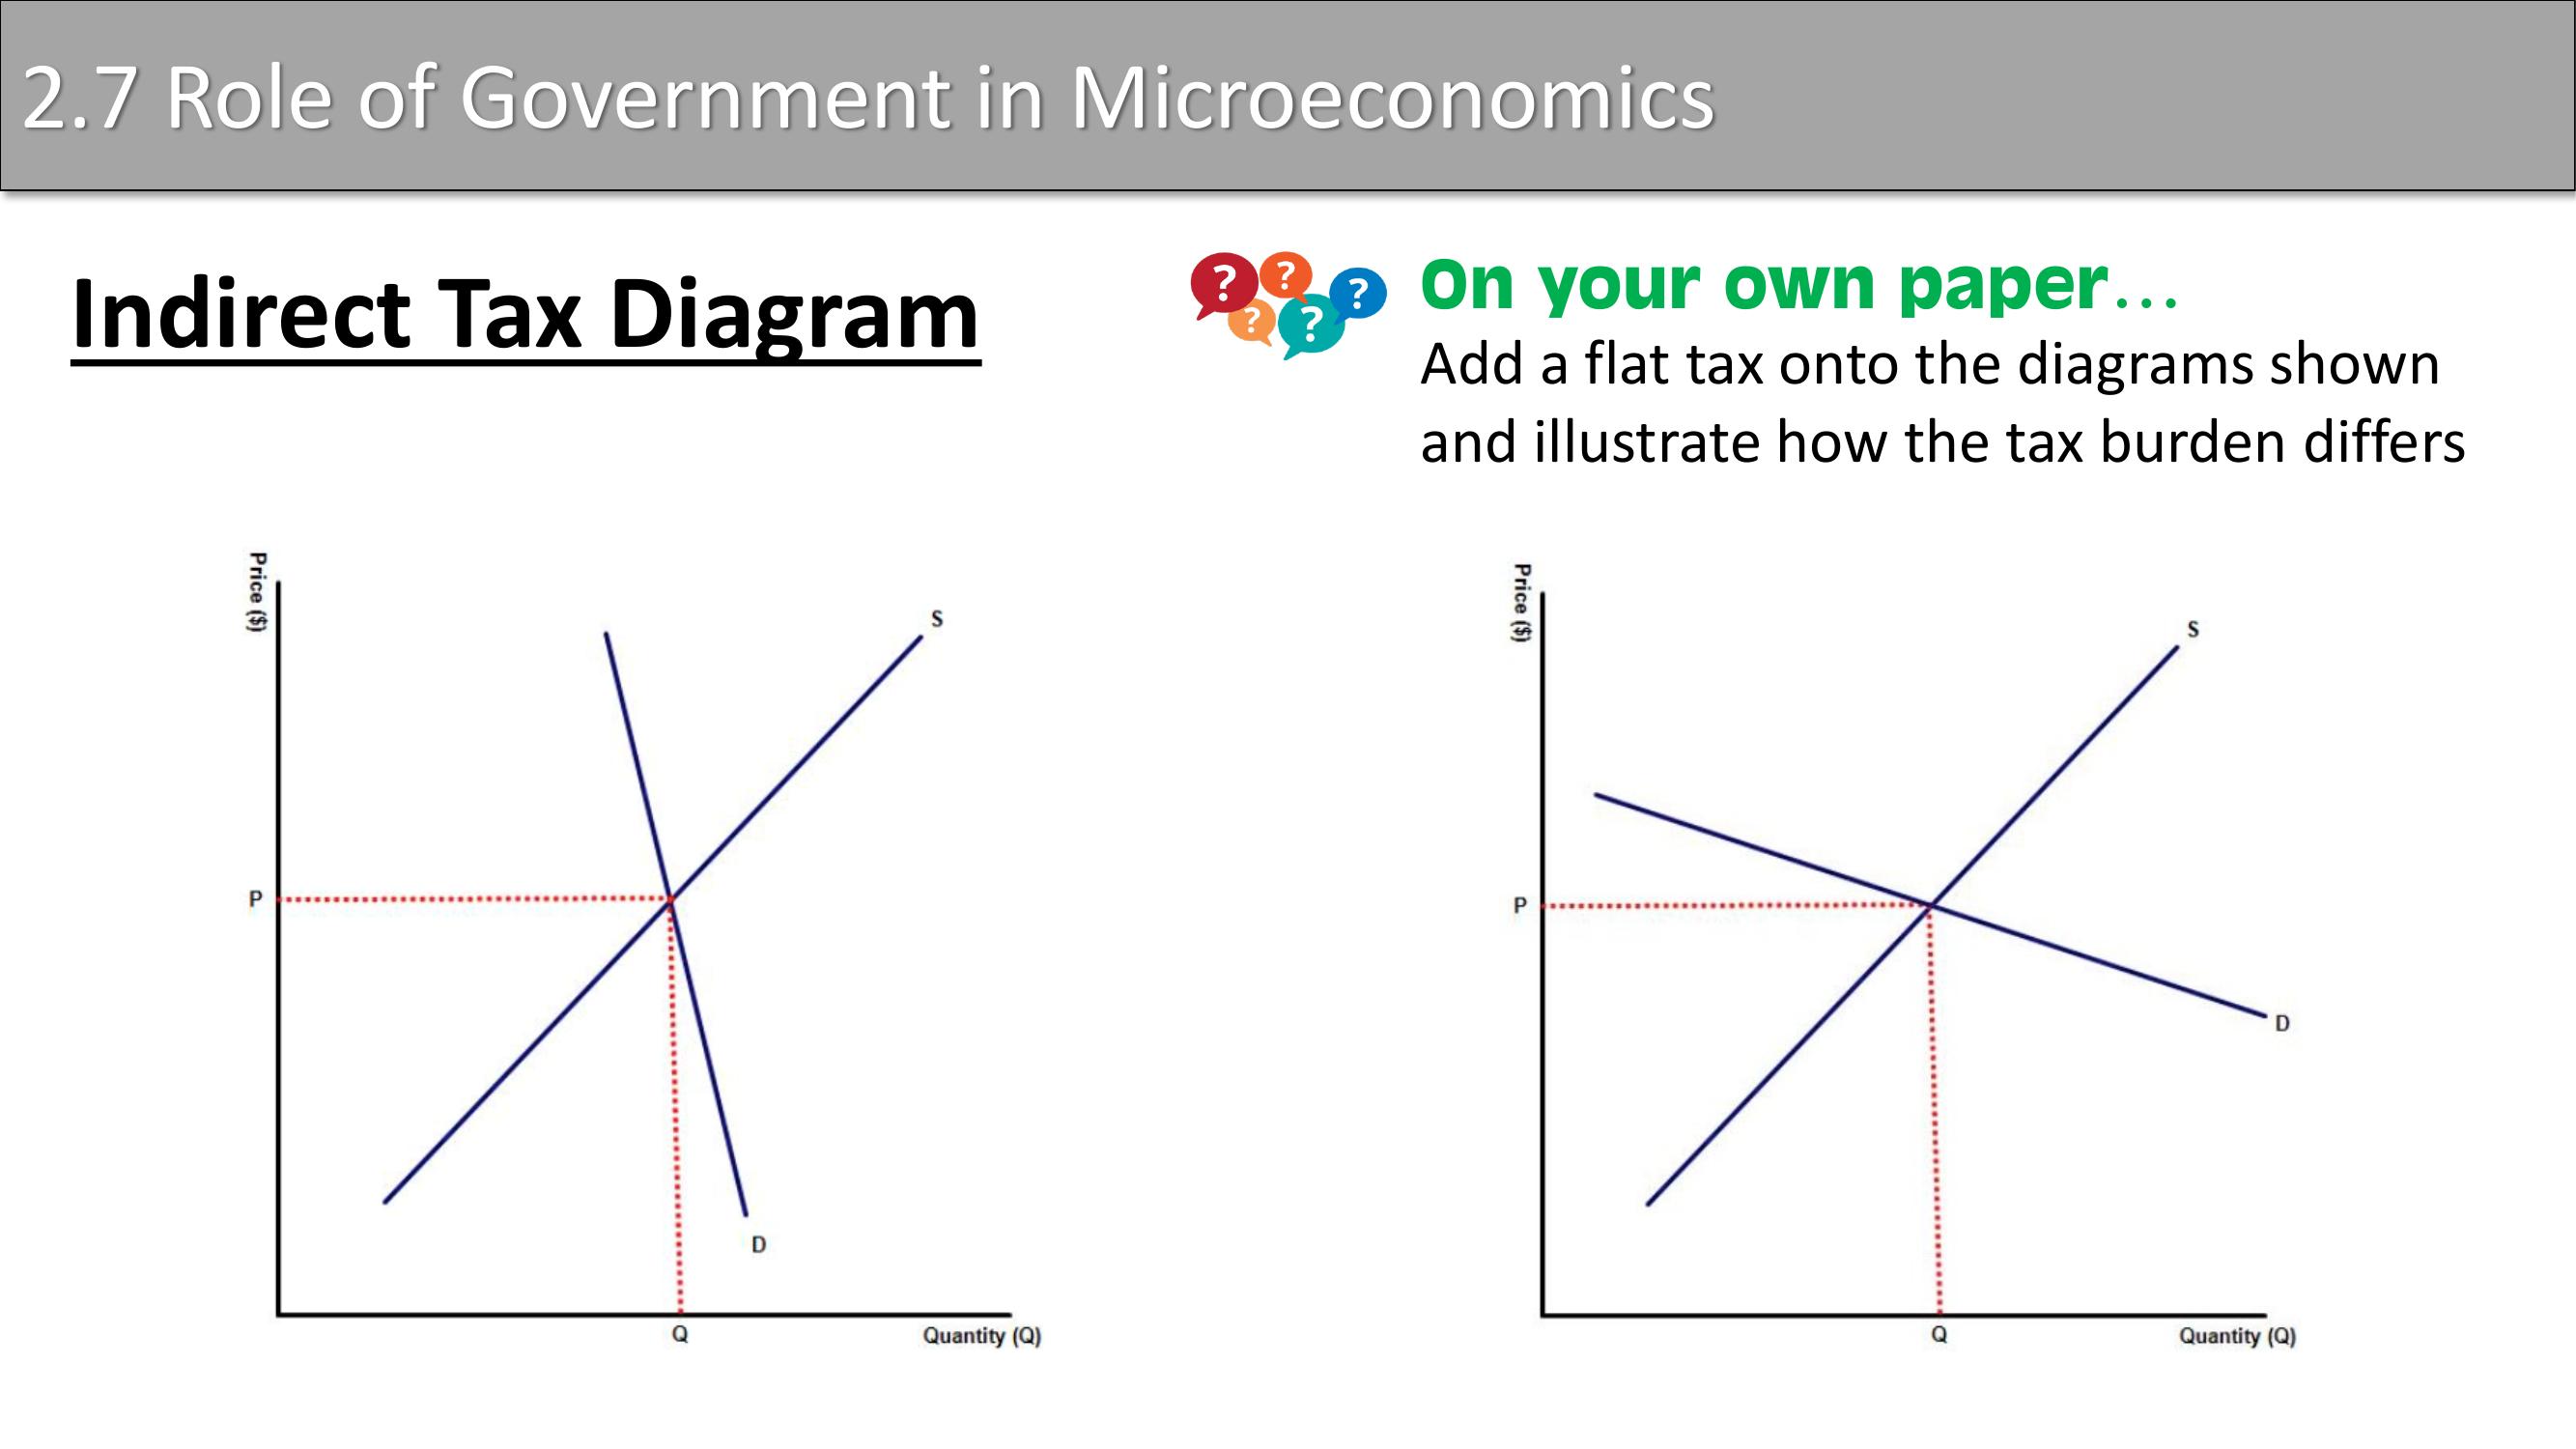 2.7 Role of Government in Microeconomics
Indirect Tax Diagram
? ? ? ? ?
On your own paper…
Add a flat tax onto the diagrams shown
and illustrate how the tax burden differs
Price ($)
S
P
D
Q
Quantity (Q)
Price ($)
S
P
D
Q
Quantity (Q)